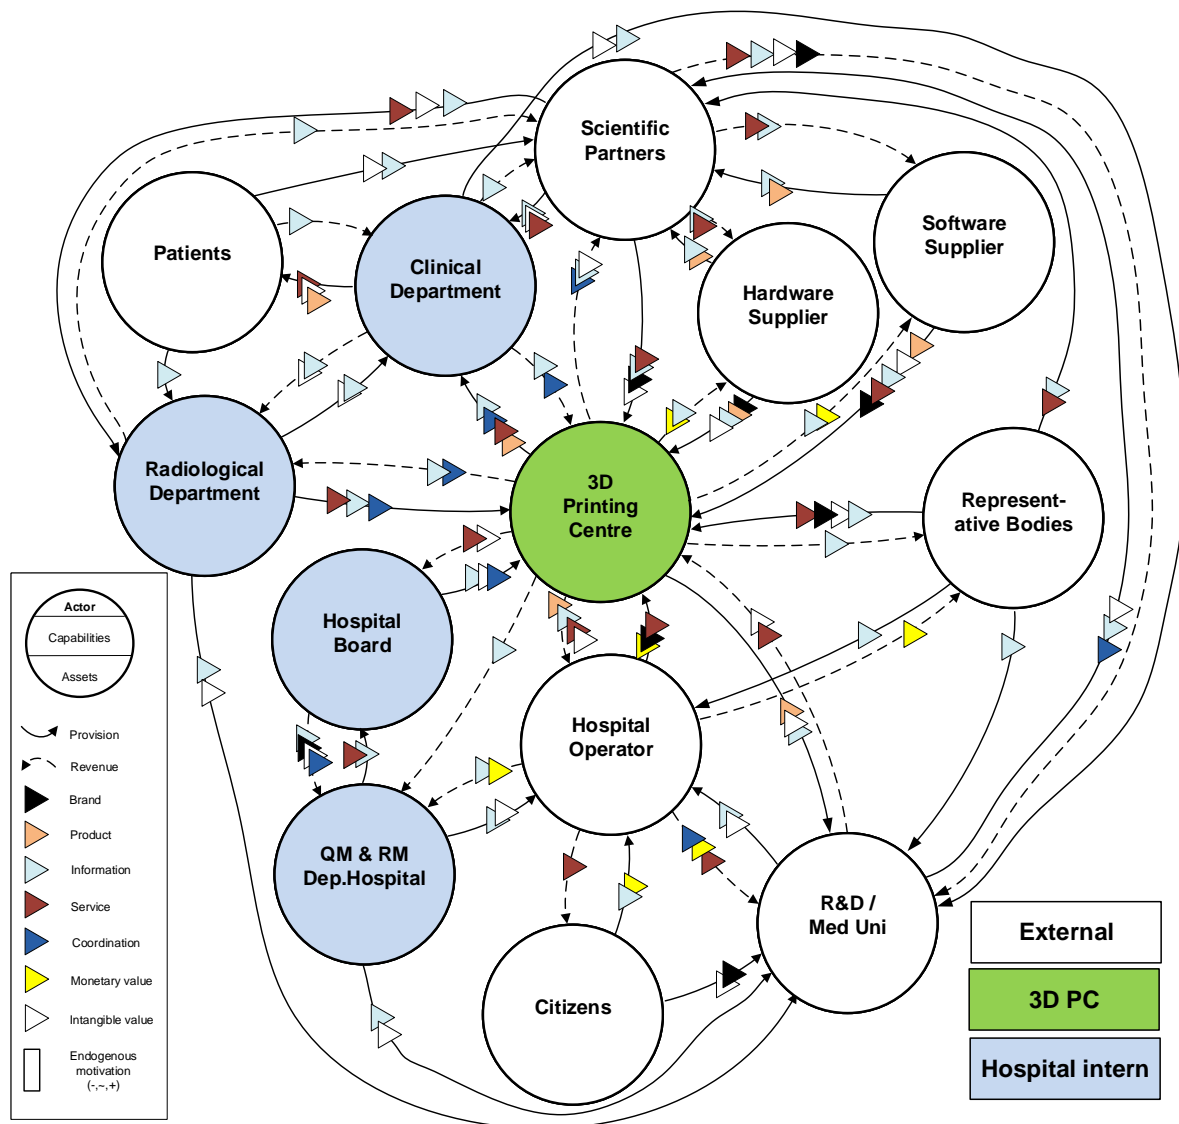 Scientific
Partners
Software
Supplier
Patients
Clinical
Department
Hardware
Supplier
Radiological
Department
3D
Printing
Centre
Represent-
ative Bodies
Hospital
Board
Hospital
Operator
QM & RM
Dep.Hospital
R&D /
Med Uni
Citizens
Actor
Capabilities
Assets
Provision
Revenue
Brand
Product
Information
Service
Coordination
Monetary value
Intangible value
Endogenous
motivation
(-,~,+)
External
3D PC
Hospital intern